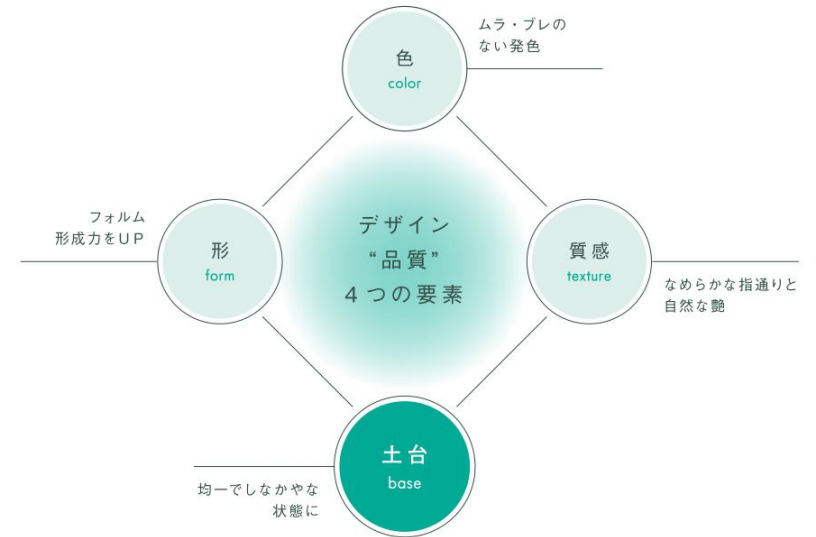 色
color
ムラ・ブレの
ない発色
フォルム
形成力をUP
形
form
デザイン
“品質”
4つの要素
質感
texture
なめらかな指通りと
自然な艶
土台
base
均一でしなかやな
状態に